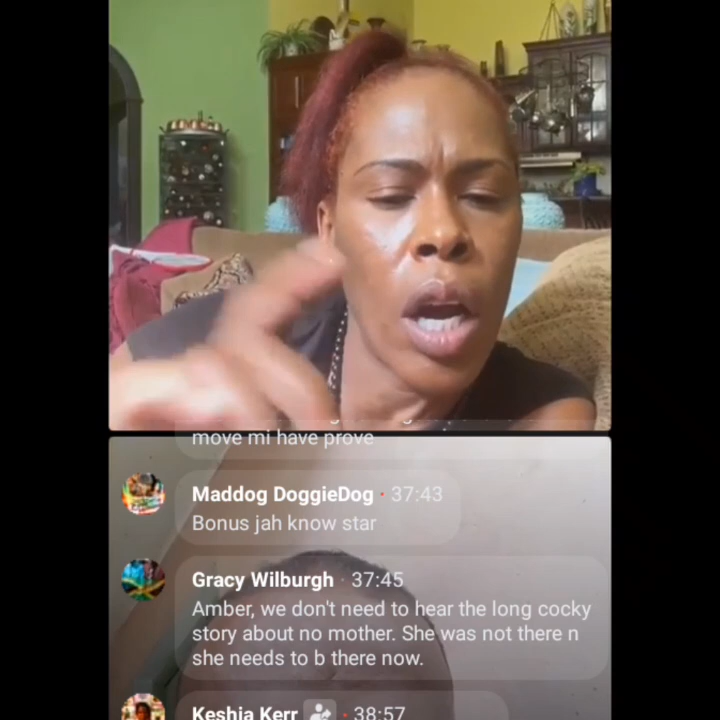 move mi have prove
Maddog DoggieDog · 37:43
Bonus jah know star
Gracy Wilburgh · 37:45
Amber, we don't need to hear the long cocky
story about no mother. She was not there n
she needs to b there now.
Keshia Kerr · 38:57